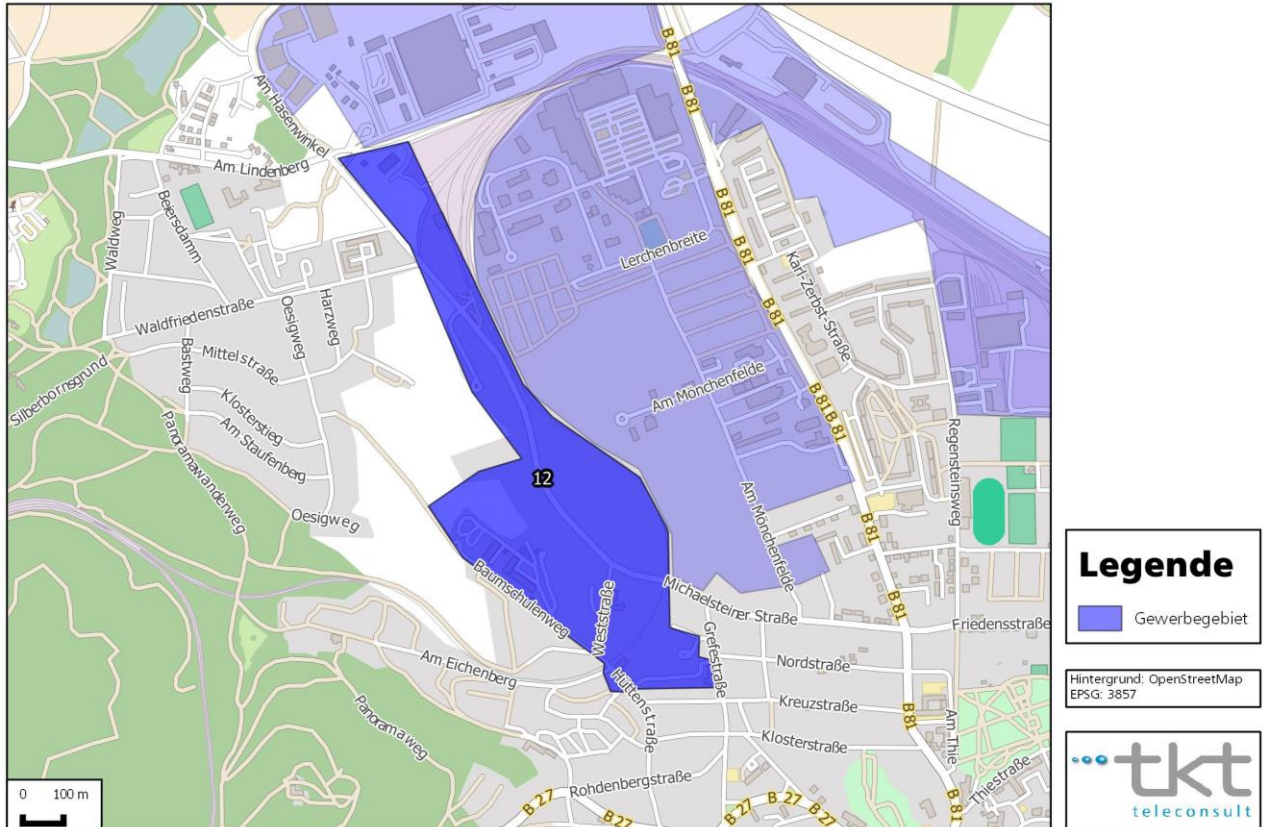 B 81
Am Hasenwinkel
Am Lindenberg
B 81
Waldweg
Beiersdamm
Lerchenbreite
B 81
Karl-Zerbst-Straße
Waldfriedenstraße
Oesigweg
Harzweg
B 81
Mittelstraße
Bastweg
Silberbornsgrund
Klosterstieg
Am Staufenberg
Panoramawanderweg
Am Mönchenfelde
B 81 B 81
Regensteinsweg
12
Oesigweg
Am Mönchenfelde
B 81
Baumschulenweg
Weststraße
Michaelsteiner Straße
B 81
Friedensstraße
Grefestraße
Am Eichenberg
Nordstraße
Hüttenstraße
Kreuzstraße
Panoramaweg
Klosterstraße
B 81
Am Thie
Rohdenbergstraße
Thiestraße
B 27
B 27
B 27
B 27
B 81
0 100 m
Legende
Gewerbegebiet
Hintergrund: OpenStreetMap
EPSG: 3857
tkt
teleconsult